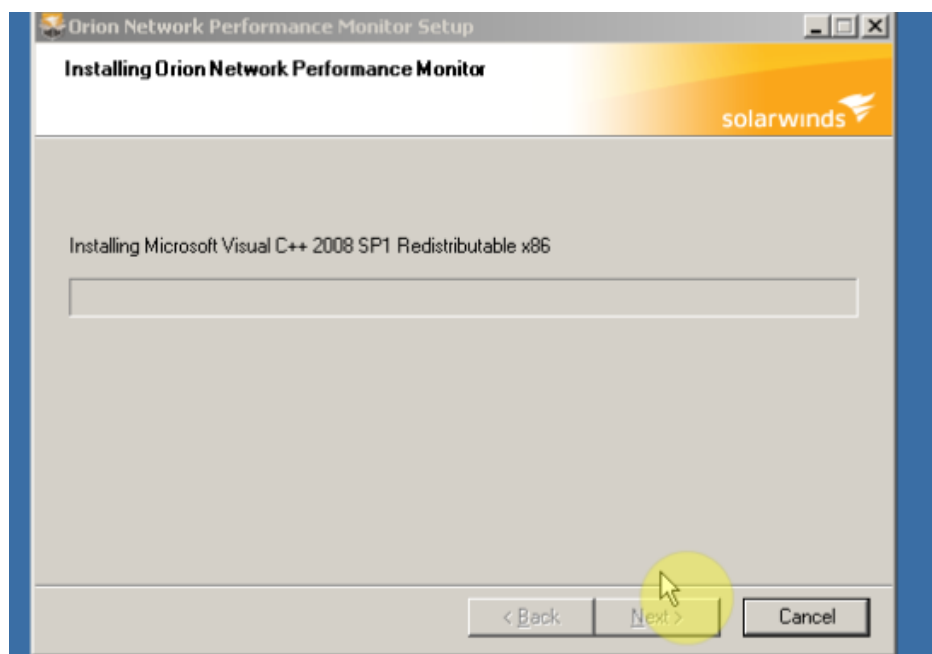 Orion Network Performance Monitor Setup
Installing Orion Network Performance Monitor
solarwinds
Installing Microsoft Visual C++ 2008 SP1 Redistributable x86
< Back Next > Cancel